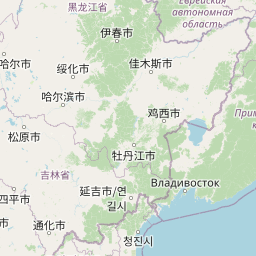 黑龙江省
Еврейская
автономная
область
伊春市
佳木斯市
哈尔市
绥化市
哈尔滨市
鸡西市
松原市
牡丹江市
吉林省
延吉市/연
길시
Владивосток
四平市
通化市
청진시